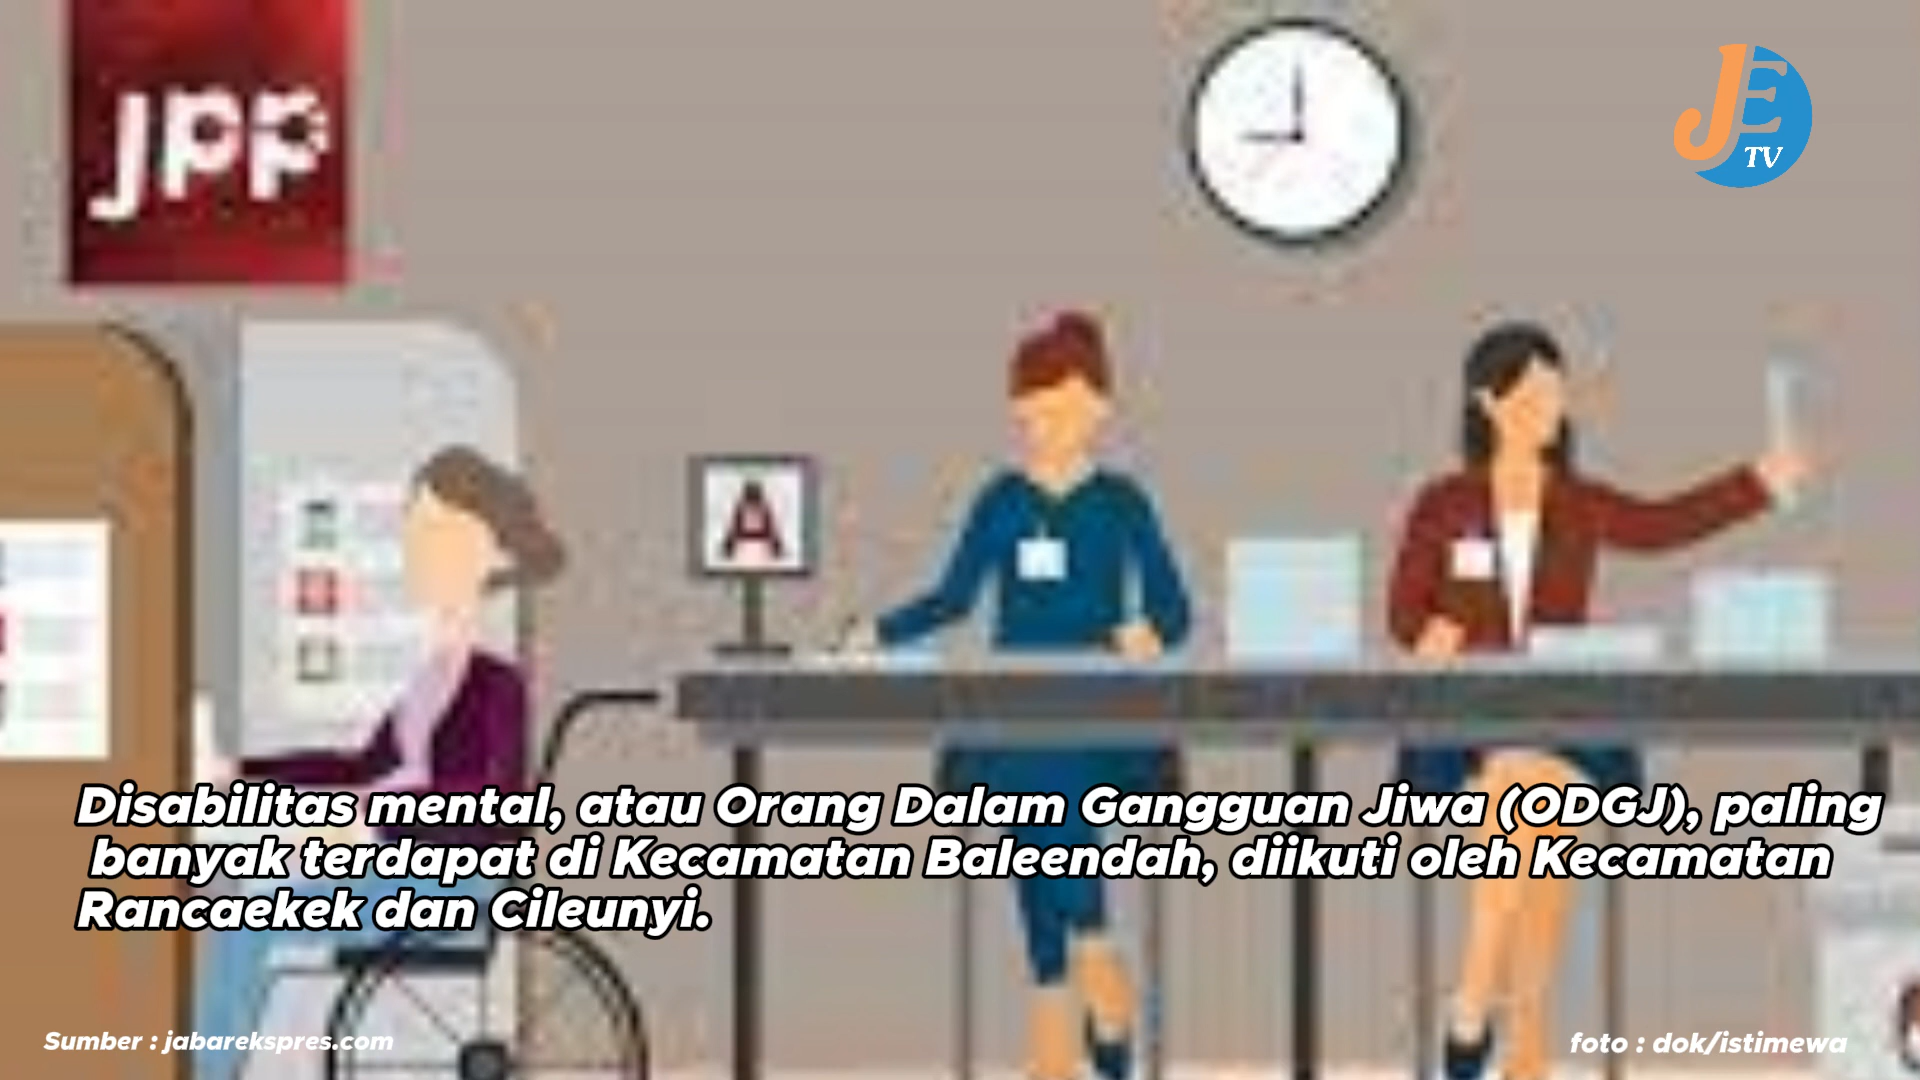 jpp
JE
TV
A
Disabilitas mental, atau Orang Dalam Gangguan Jiwa (ODGJ), paling
banyak terdapat di Kecamatan Baleendah, diikuti oleh Kecamatan
Rancaekek dan Cileunyi.
Sumber : jabarekspres.com
foto : dok/istimewa